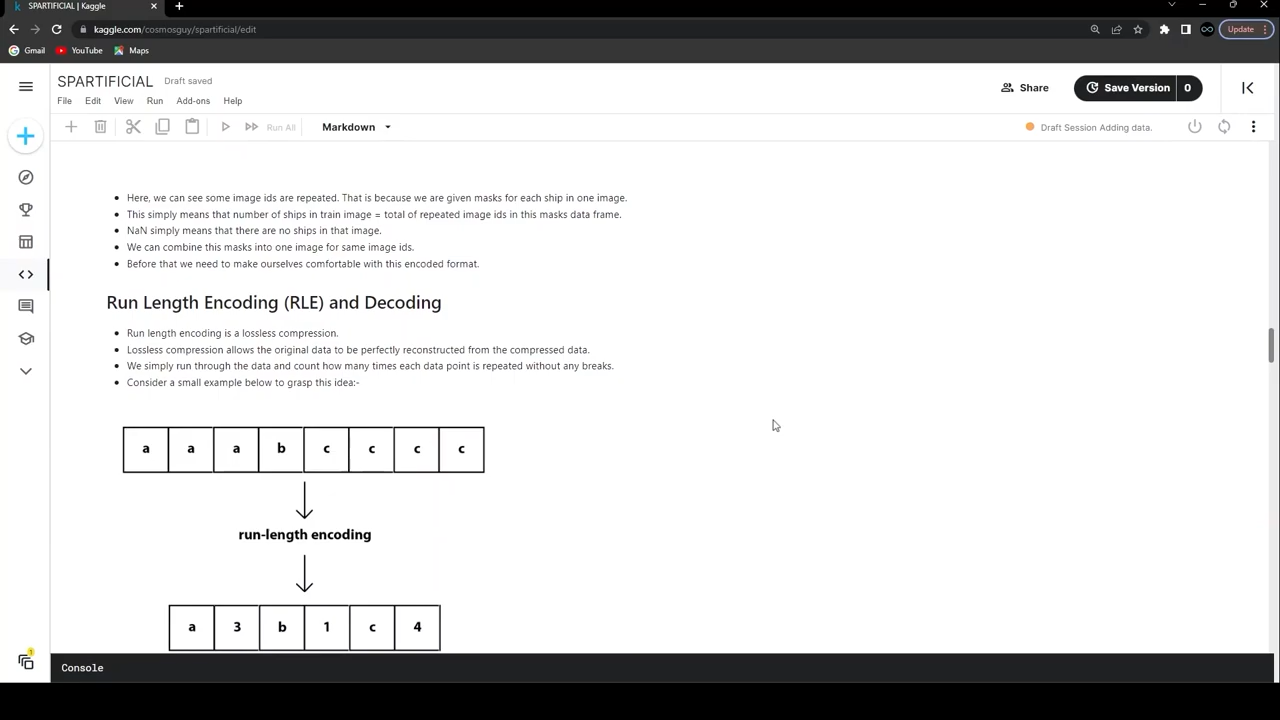 SPARTIFICIAL | Kaggle
kaggle.com/cosmosguy/spartificial/edit
Update
Gmail
YouTube
Maps
SPARTIFICIAL
Draft saved
Share
Save Version
0
File Edit View Run Add-ons Help
Run All
Markdown
Draft Session Adding data.
Here, we can see some image ids are repeated. That is because we are given masks for each ship in one image.
This simply means that number of ships in train image = total of repeated image ids in this masks data frame.
NaN simply means that there are no ships in that image.
We can combine this masks into one image for same image ids.
Before that we need to make ourselves comfortable with this encoded format.
Run Length Encoding (RLE) and Decoding
Run length encoding is a lossless compression.
Lossless compression allows the original data to be perfectly reconstructed from the compressed data.
We simply run through the data and count how many times each data point is repeated without any breaks.
Consider a small example below to grasp this idea:-
a a a b c c c c
run-length encoding
a 3 b 1 c 4
1
Console